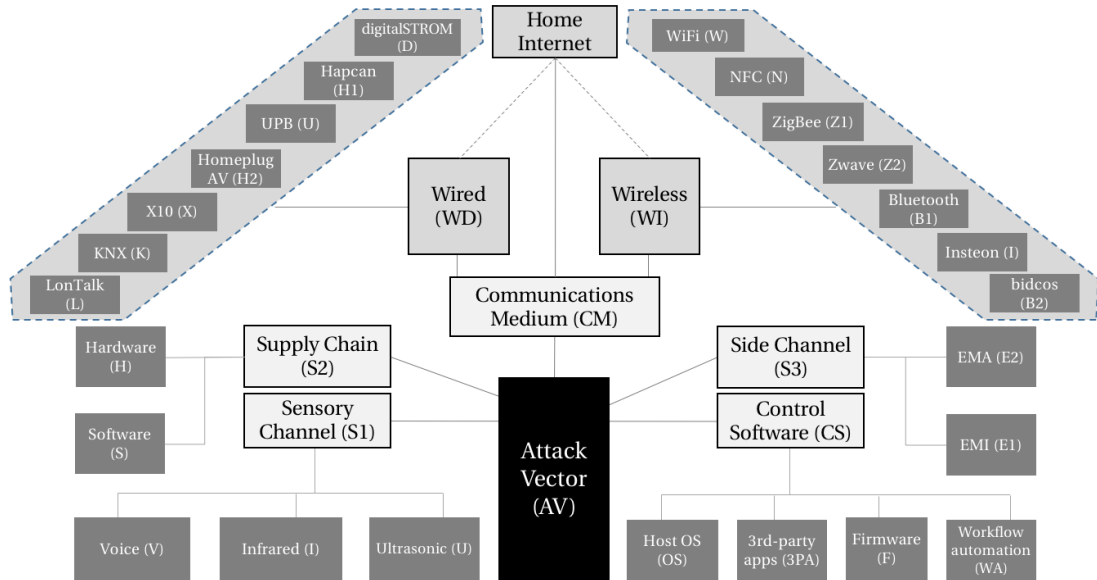 Home
Internet
digitalSTROM
(D)
Hapcan
(H1)
UPB (U)
Homeplug
AV (H2)
X10 (X)
KNX (K)
LonTalk
(L)
WiFi (W)
NFC (N)
ZigBee (Z1)
Zwave (Z2)
Bluetooth
(B1)
Insteon (I)
bidcos
(B2)
Wired
(WD)
Wireless
(WI)
Communications
Medium (CM)
Hardware
(H)
Software
(S)
Supply Chain
(S2)
Sensory
Channel (S1)
Side Channel
(S3)
Control
Software (CS)
EMA (E2)
EMI (E1)
Attack
Vector
(AV)
Voice (V)
Infrared (I)
Ultrasonic (U)
Host OS
(OS)
3rd-party
apps (3PA)
Firmware
(F)
Workflow
automation
(WA)